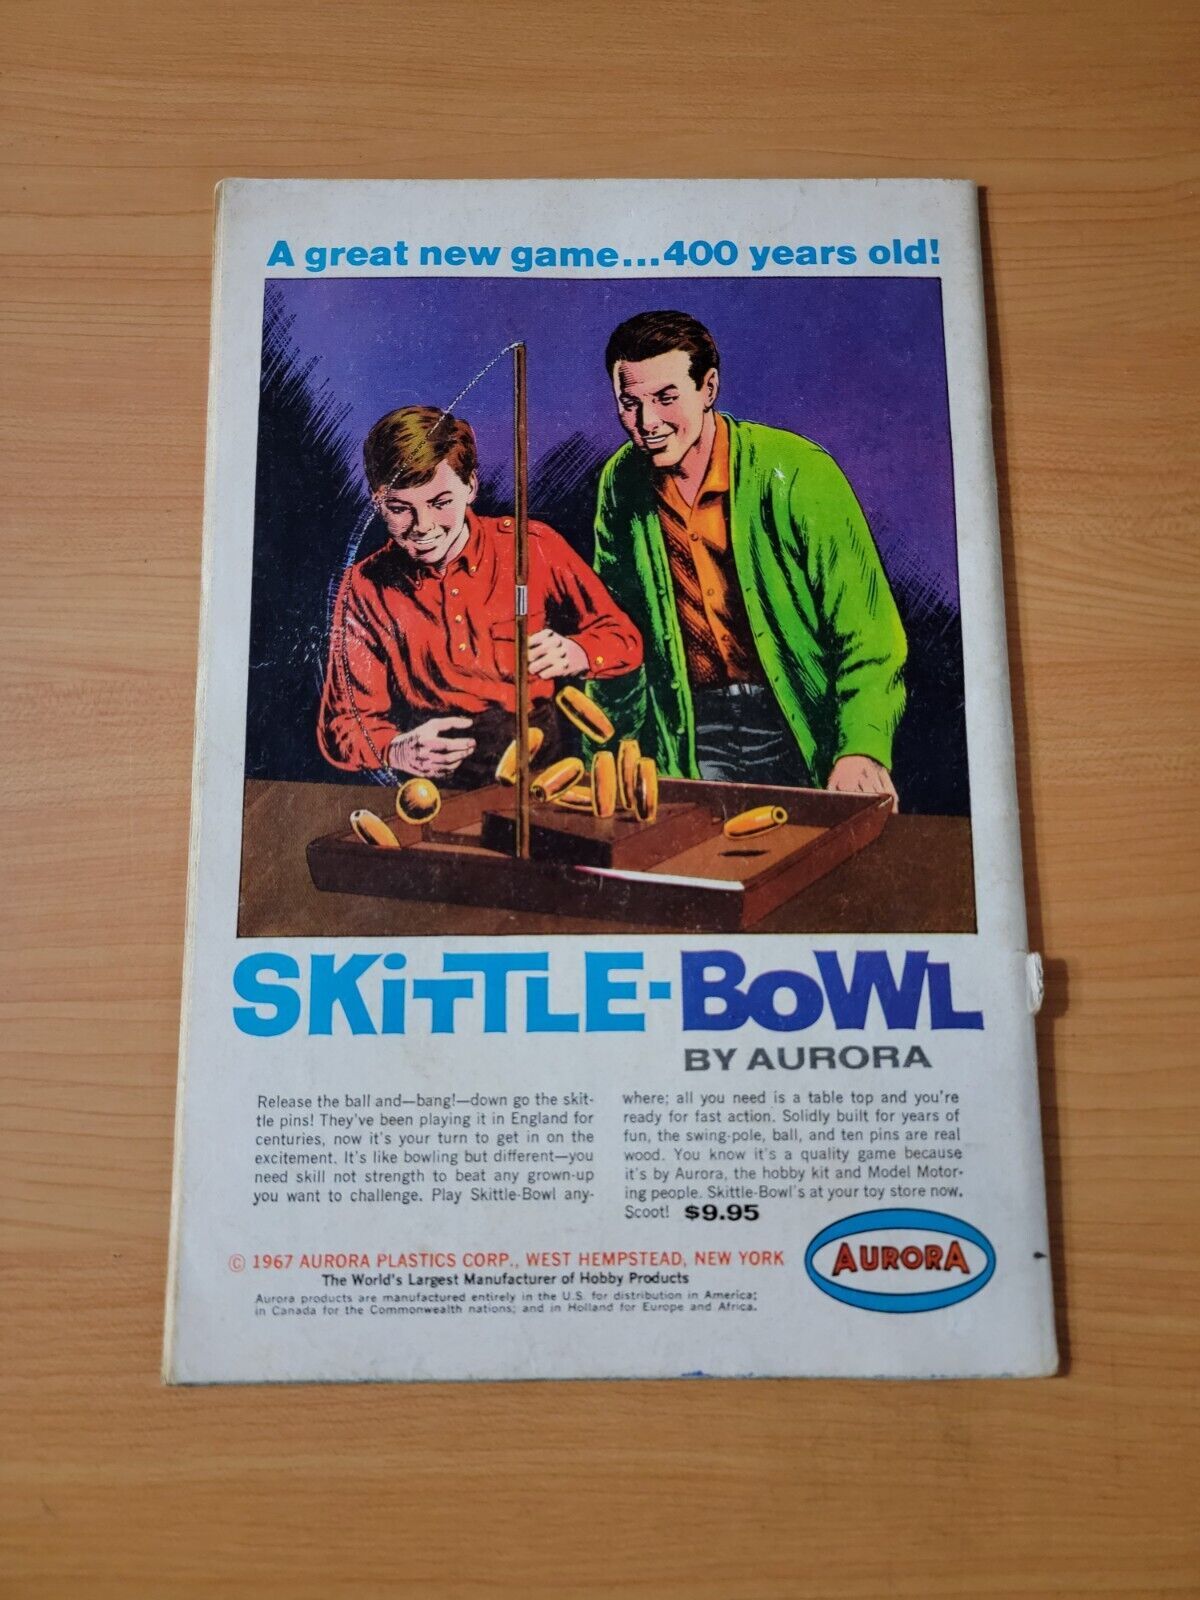 A great new game...400 years old!
SKiTTLE-BoWL
BY AURORA
Release the ball and—bang!—down go the skit-
tle pins! They've been playing it in England for
centuries, now it's your turn to get in on the
excitement. It's like bowling but different—you
need skill not strength to beat any grown-up
you want to challenge. Play Skittle-Bowl any-
where; all you need is a table top and you're
ready for fast action. Solidly built for years of
fun, the swing-pole, ball, and ten pins are real
wood. You know it's a quality game because
it's by Aurora, the hobby kit and Model Motor-
ing people. Skittle-Bowl's at your toy store now.
Scoot! $9.95
© 1967 AURORA PLASTICS CORP., WEST HEMPSTEAD, NEW YORK
The World's Largest Manufacturer of Hobby Products
Aurora products are manufactured entirely in the U.S. for distribution in America;
in Canada for the Commonwealth nations; and in Holland for Europe and Africa.
AURORA